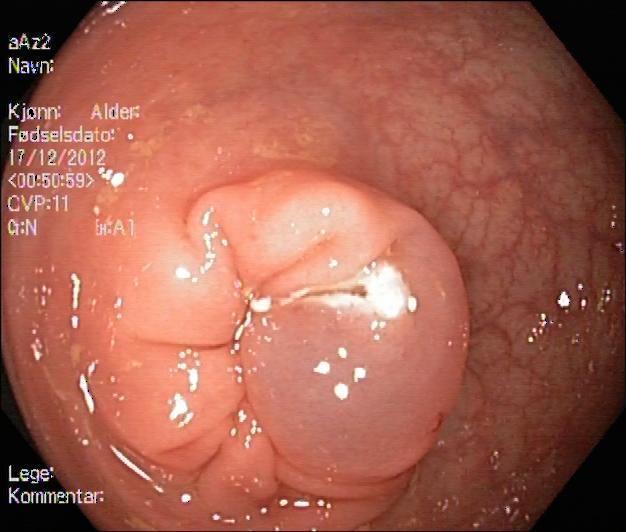 aAz2
Navn:
Kjønn: Alder:
Fødselsdato:
17/12/2012
<00:50:59>
CVP:11
G:N
Lege:
Kommentar: